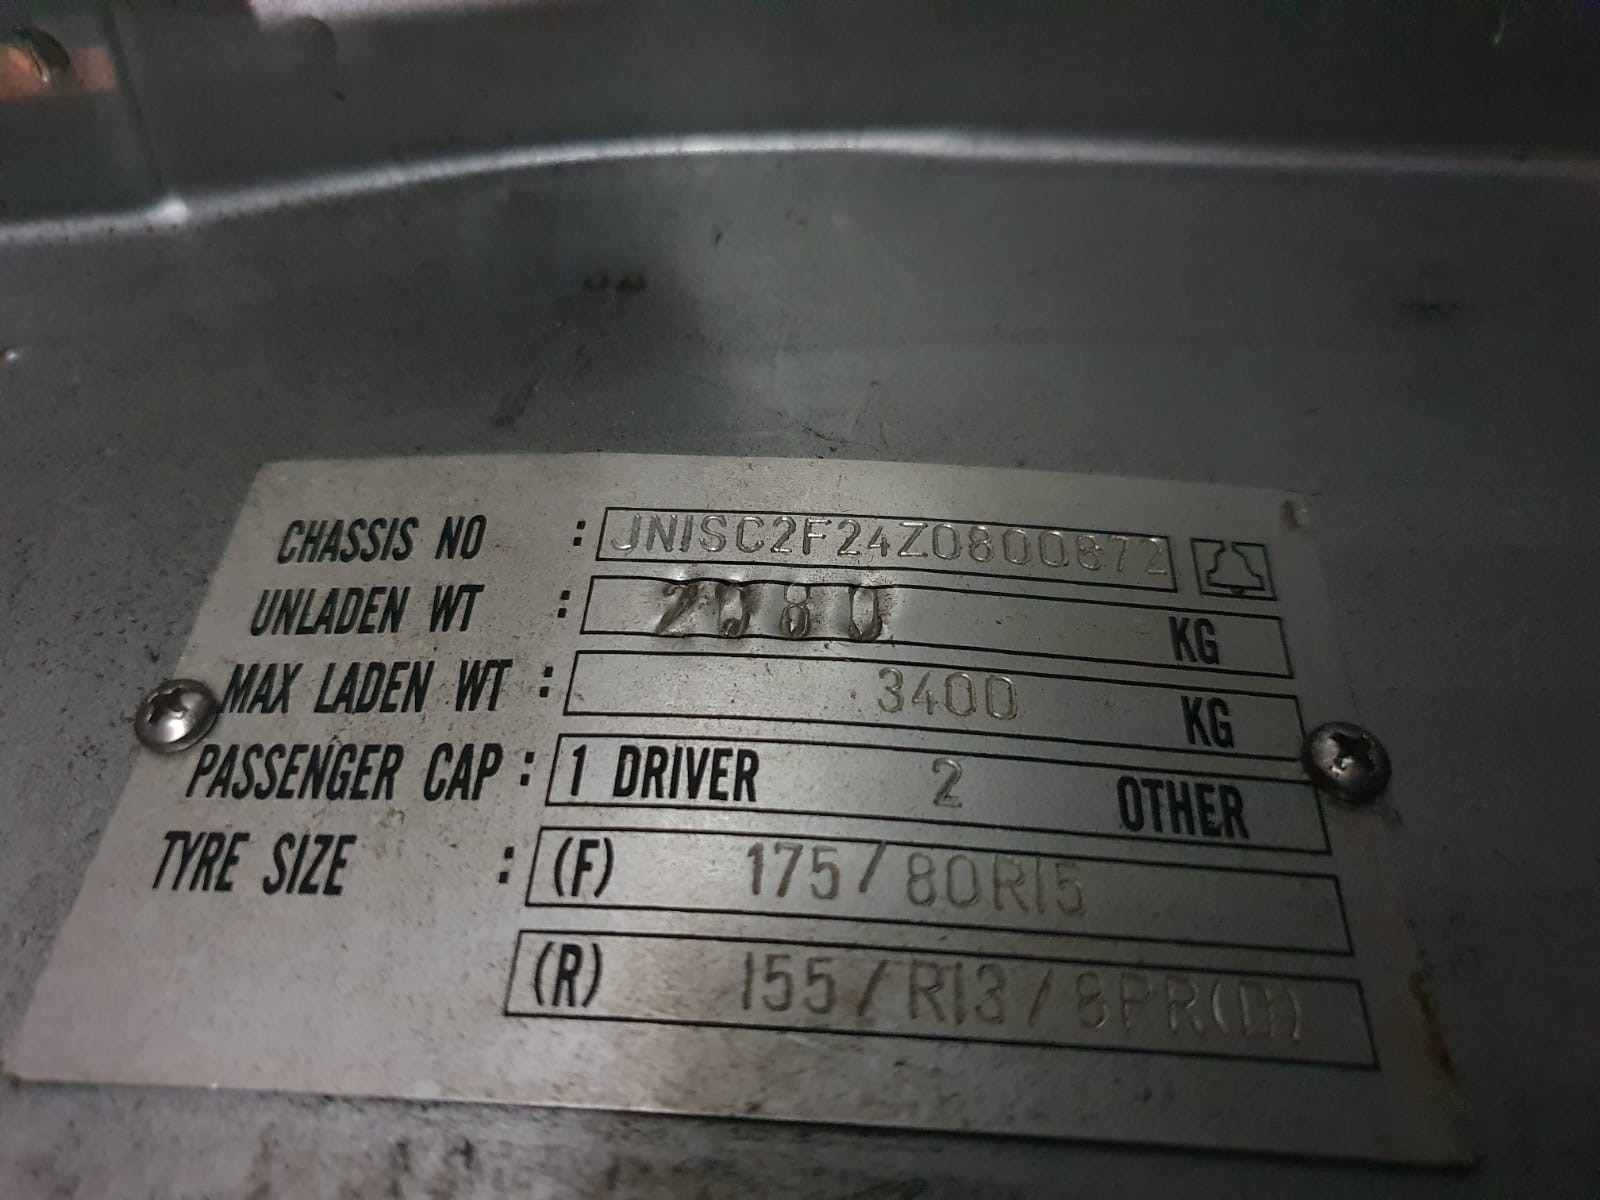 CHASSIS NO : JN1SC2F24Z0800872
UNLADEN WT : 2080 KG
MAX LADEN WT : 3400 KG
PASSENGER CAP : 1 DRIVER 2 OTHER
TYRE SIZE : (F) 175/80R15
(R) 155/R13/8PR(D)